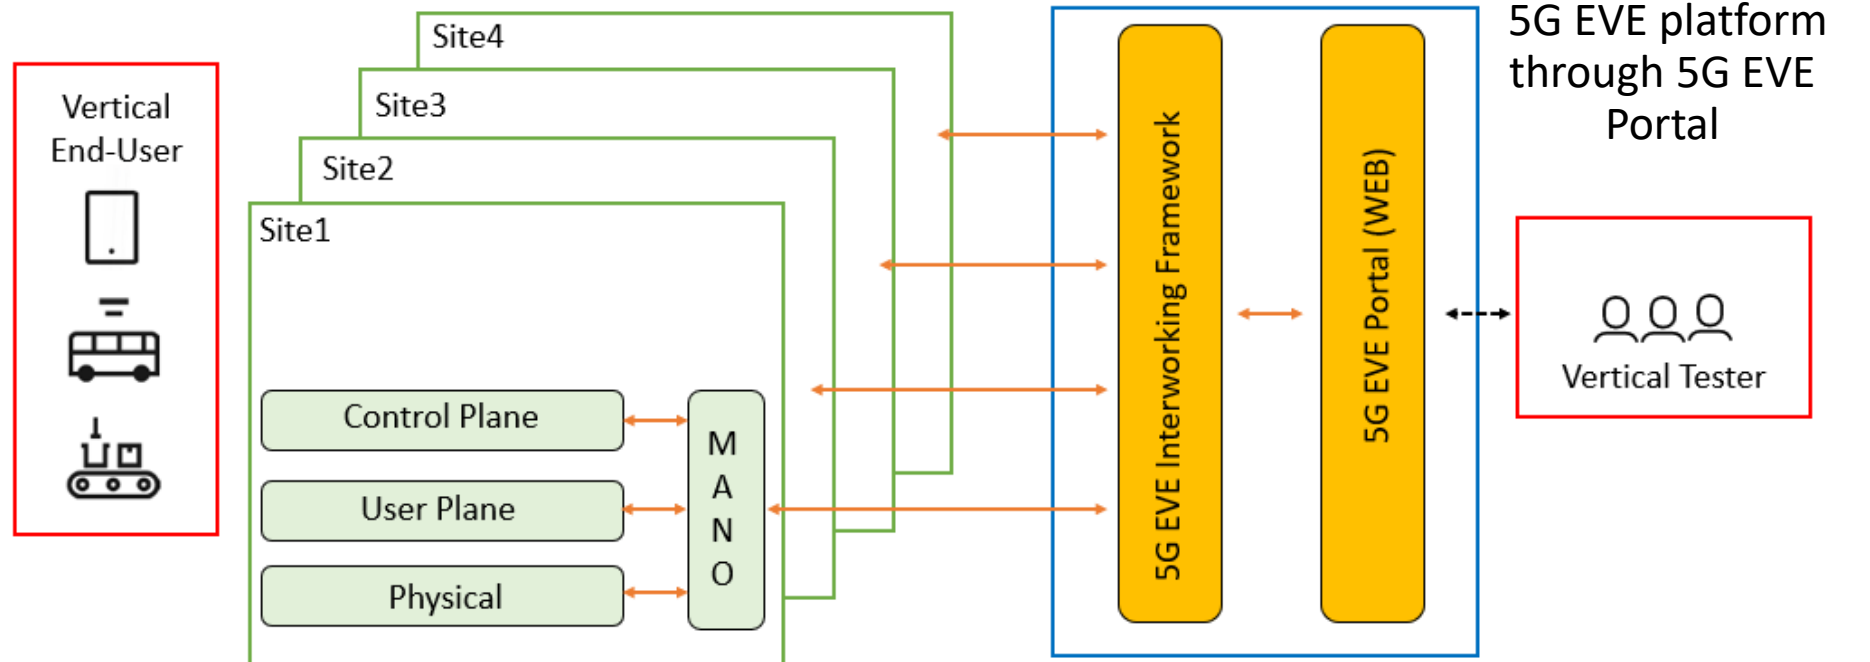 5G EVE platform
through 5G EVE
Portal
Vertical
End-User
Site4
Site3
Site2
Site1
Control Plane
User Plane
Physical
M
A
N
O
5G EVE Interworking Framework
5G EVE Portal (WEB)
Vertical Tester